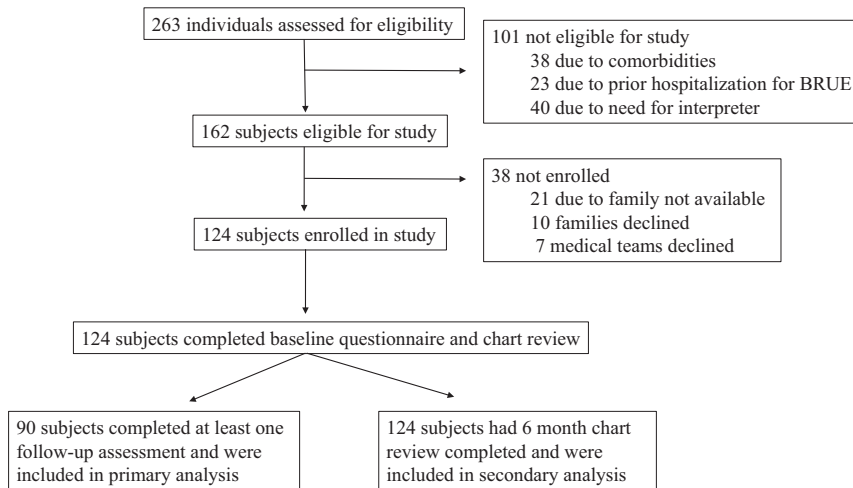 263 individuals assessed for eligibility
101 not eligible for study
38 due to comorbidities
23 due to prior hospitalization for BRUE
40 due to need for interpreter
162 subjects eligible for study
38 not enrolled
21 due to family not available
10 families declined
7 medical teams declined
124 subjects enrolled in study
124 subjects completed baseline questionnaire and chart review
90 subjects completed at least one
follow-up assessment and were
included in primary analysis
124 subjects had 6 month chart
review completed and were
included in secondary analysis